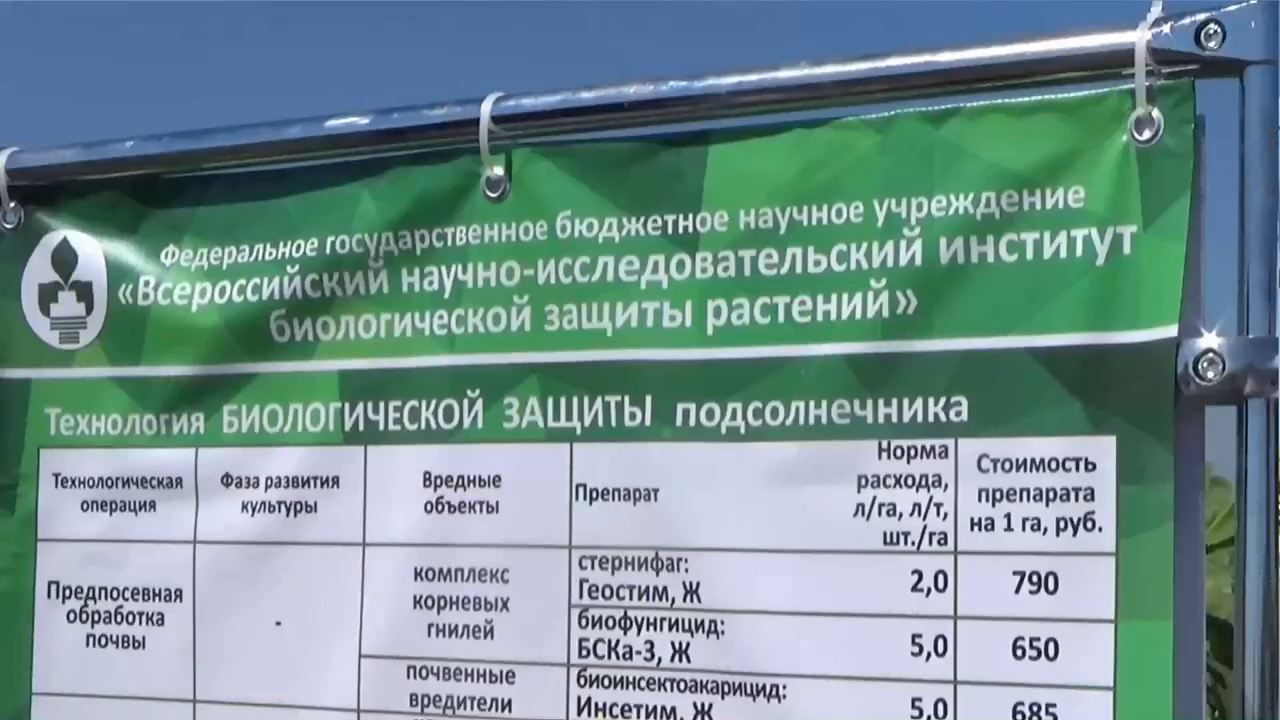 Федеральное государственное бюджетное научное учреждение
«Всероссийский научно-исследовательский институт
биологической защиты растений»
Технология БИОЛОГИЧЕСКОЙ ЗАЩИТЫ подсолнечника
Технологическая
операция
Фаза развития
культуры
Вредные
объекты
Препарат
Норма
расхода,
л/га, л/т,
шт./га
Стоимость
препарата
на 1 га, руб.
Предпосевная
обработка
почвы
-
комплекс
корневых
гнилей
стернифаг:
Геостим, Ж
2,0
790
биофунгицид:
БСКа-3, Ж
5,0
650
почвенные
вредители
биоинсектоакарицид:
Инсетим, Ж
5,0
685